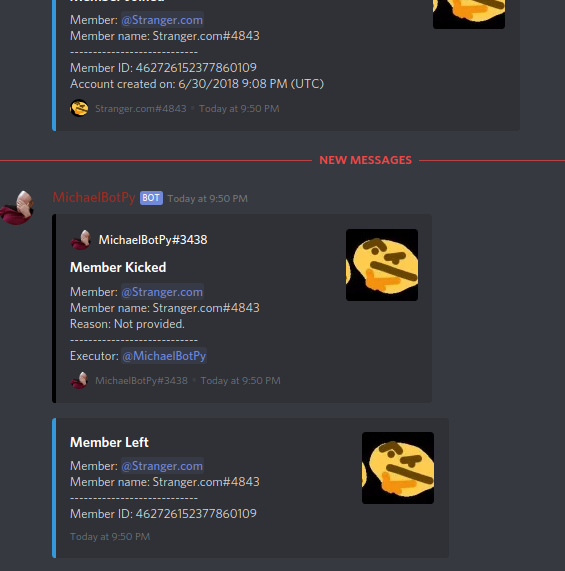 Member Joined
Member: @Stranger.com
Member name: Stranger.com#4843
----------------------------
Member ID: 462726152377860109
Account created on: 6/30/2018 9:08 PM (UTC)
Stranger.com#4843 • Today at 9:50 PM
NEW MESSAGES
MichaelBotPy BOT Today at 9:50 PM
MichaelBotPy#3438
Member Kicked
Member: @Stranger.com
Member name: Stranger.com#4843
Reason: Not provided.
----------------------------
Executor: @MichaelBotPy
MichaelBotPy#3438 • Today at 9:50 PM
Member Left
Member: @Stranger.com
Member name: Stranger.com#4843
----------------------------
Member ID: 462726152377860109
Today at 9:50 PM